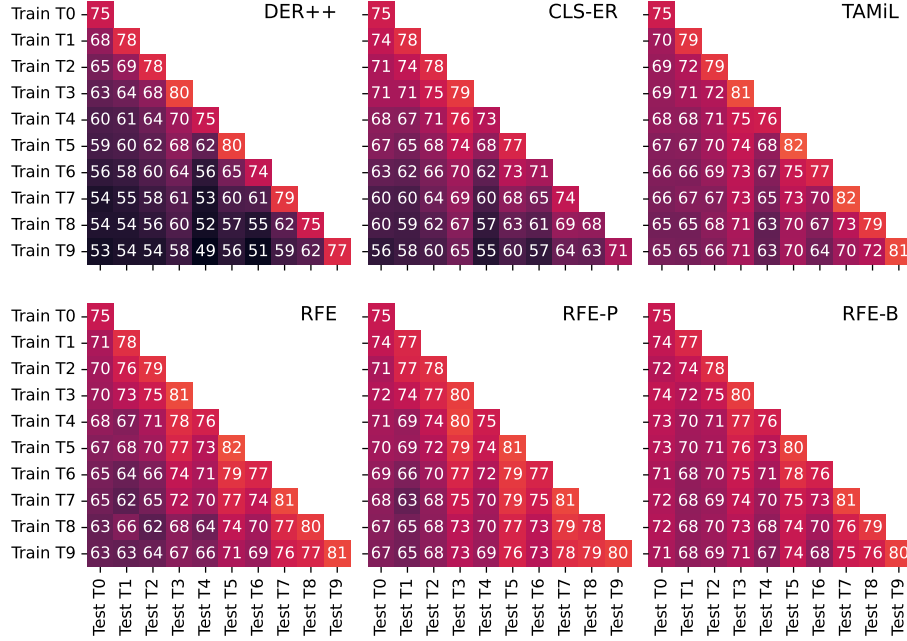 DER++ CLS-ER TAMiL
Train T0 75 75 75
Train T1 68 78 74 78 70 79
Train T2 65 69 78 71 74 78 69 72 79
Train T3 63 64 68 80 71 71 75 79 69 71 72 81
Train T4 60 61 64 70 75 68 67 71 76 73 68 68 71 75 76
Train T5 59 60 62 68 62 80 67 65 68 74 68 77 67 67 70 74 68 82
Train T6 56 58 60 64 56 65 74 63 62 66 70 62 73 71 66 66 69 73 67 75 77
Train T7 54 55 58 61 53 60 61 79 60 60 64 69 60 68 65 74 66 67 67 73 65 73 70 82
Train T8 54 54 56 60 52 57 55 62 75 60 59 62 67 57 63 61 69 68 65 65 68 71 63 70 67 73 79
Train T9 53 54 54 58 49 56 51 59 62 77 56 58 60 65 55 60 57 64 63 71 65 65 66 71 63 70 64 70 72 81
RFE RFE-P RFE-B
Train T0 75 75 75
Train T1 71 78 74 77 74 77
Train T2 70 76 79 71 77 78 72 74 78
Train T3 70 73 75 81 72 74 77 80 74 72 75 80
Train T4 68 67 71 78 76 71 69 74 80 75 73 70 71 77 76
Train T5 67 68 70 77 73 82 70 69 72 79 74 81 73 70 71 76 73 80
Train T6 65 64 66 74 71 79 77 69 66 70 77 72 79 77 71 68 70 75 71 78 76
Train T7 65 62 65 72 70 77 74 81 68 63 68 75 70 79 75 81 72 68 69 74 70 75 73 81
Train T8 63 66 62 68 64 74 70 77 80 67 65 68 73 70 77 73 79 78 72 68 70 73 68 74 70 76 79
Train T9 63 63 64 67 66 71 69 76 77 81 67 65 68 73 69 76 73 78 79 80 71 68 69 71 67 74 68 75 76 80
Test T0 Test T1 Test T2 Test T3 Test T4 Test T5 Test T6 Test T7 Test T8 Test T9 Test T0 Test T1 Test T2 Test T3 Test T4 Test T5 Test T6 Test T7 Test T8 Test T9 Test T0 Test T1 Test T2 Test T3 Test T4 Test T5 Test T6 Test T7 Test T8 Test T9